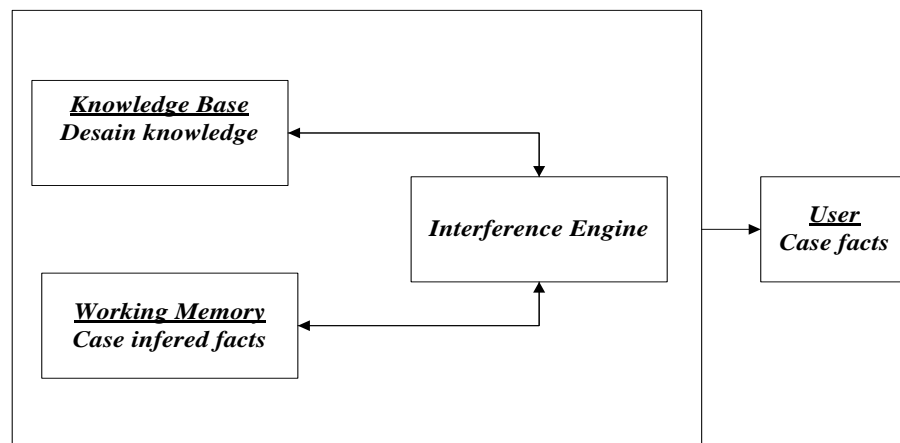 Knowledge Base
Desain knowledge
Interference Engine
User
Case facts
Working Memory
Case infered facts